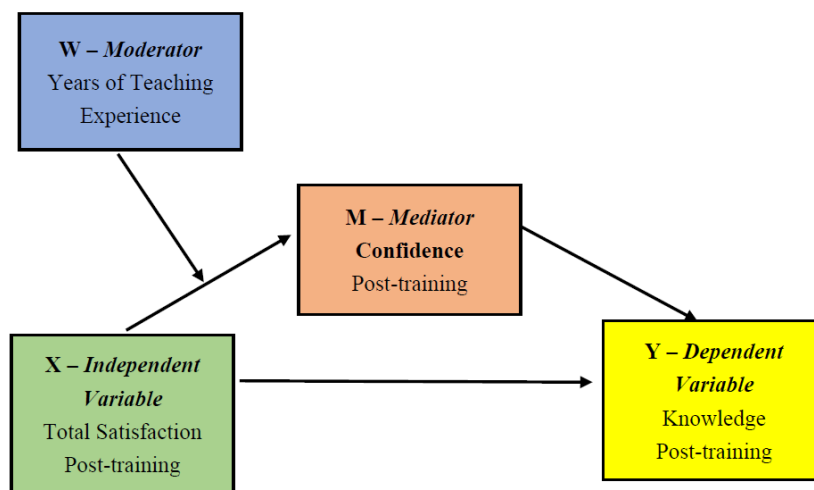 W – Moderator
Years of Teaching
Experience
M – Mediator
Confidence
Post-training
X – Independent
Variable
Total Satisfaction
Post-training
Y – Dependent
Variable
Knowledge
Post-training